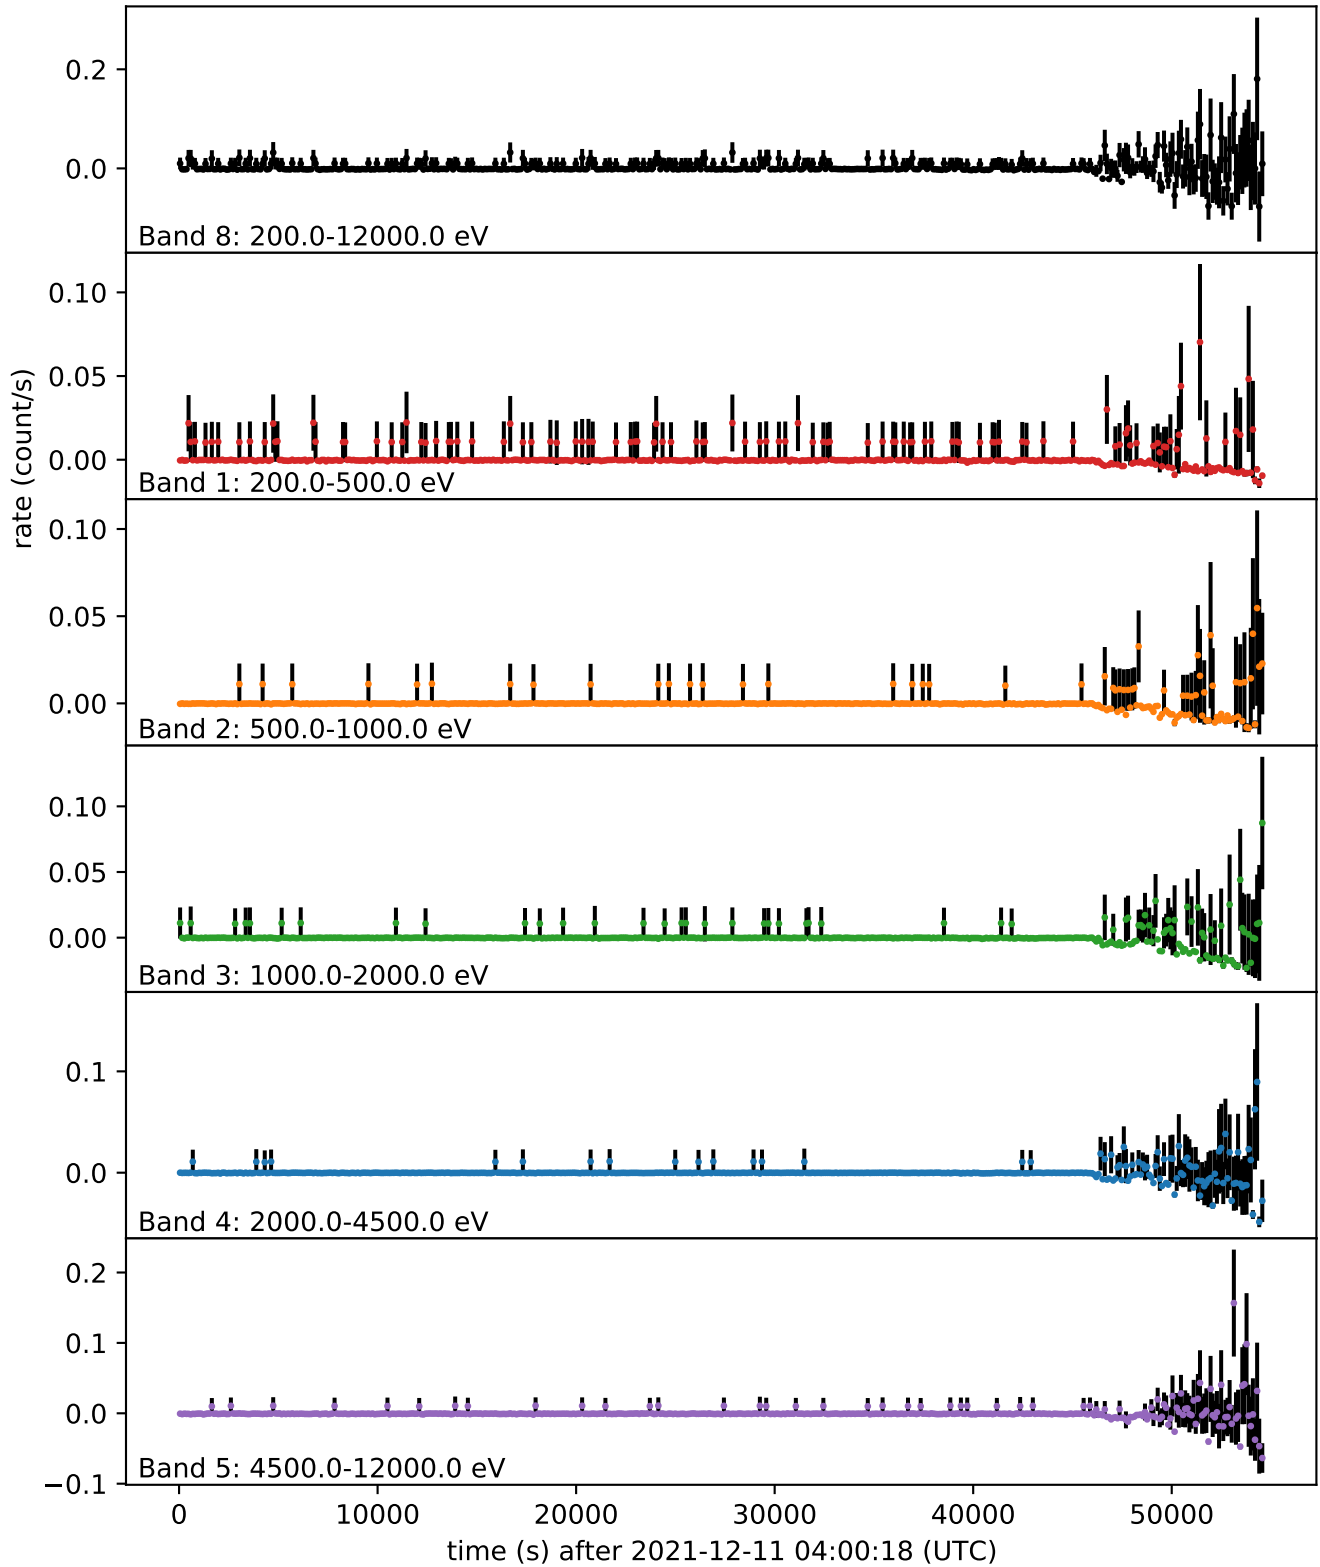 0.2
0.0
Band 8: 200.0-12000.0 eV
0.10
0.05
0.00
Band 1: 200.0-500.0 eV
rate (count/s)
0.10
0.05
0.00
Band 2: 500.0-1000.0 eV
0.10
0.05
0.00
Band 3: 1000.0-2000.0 eV
0.1
0.0
Band 4: 2000.0-4500.0 eV
0.2
0.1
0.0
−0.1
Band 5: 4500.0-12000.0 eV
0 10000 20000 30000 40000 50000
time (s) after 2021-12-11 04:00:18 (UTC)